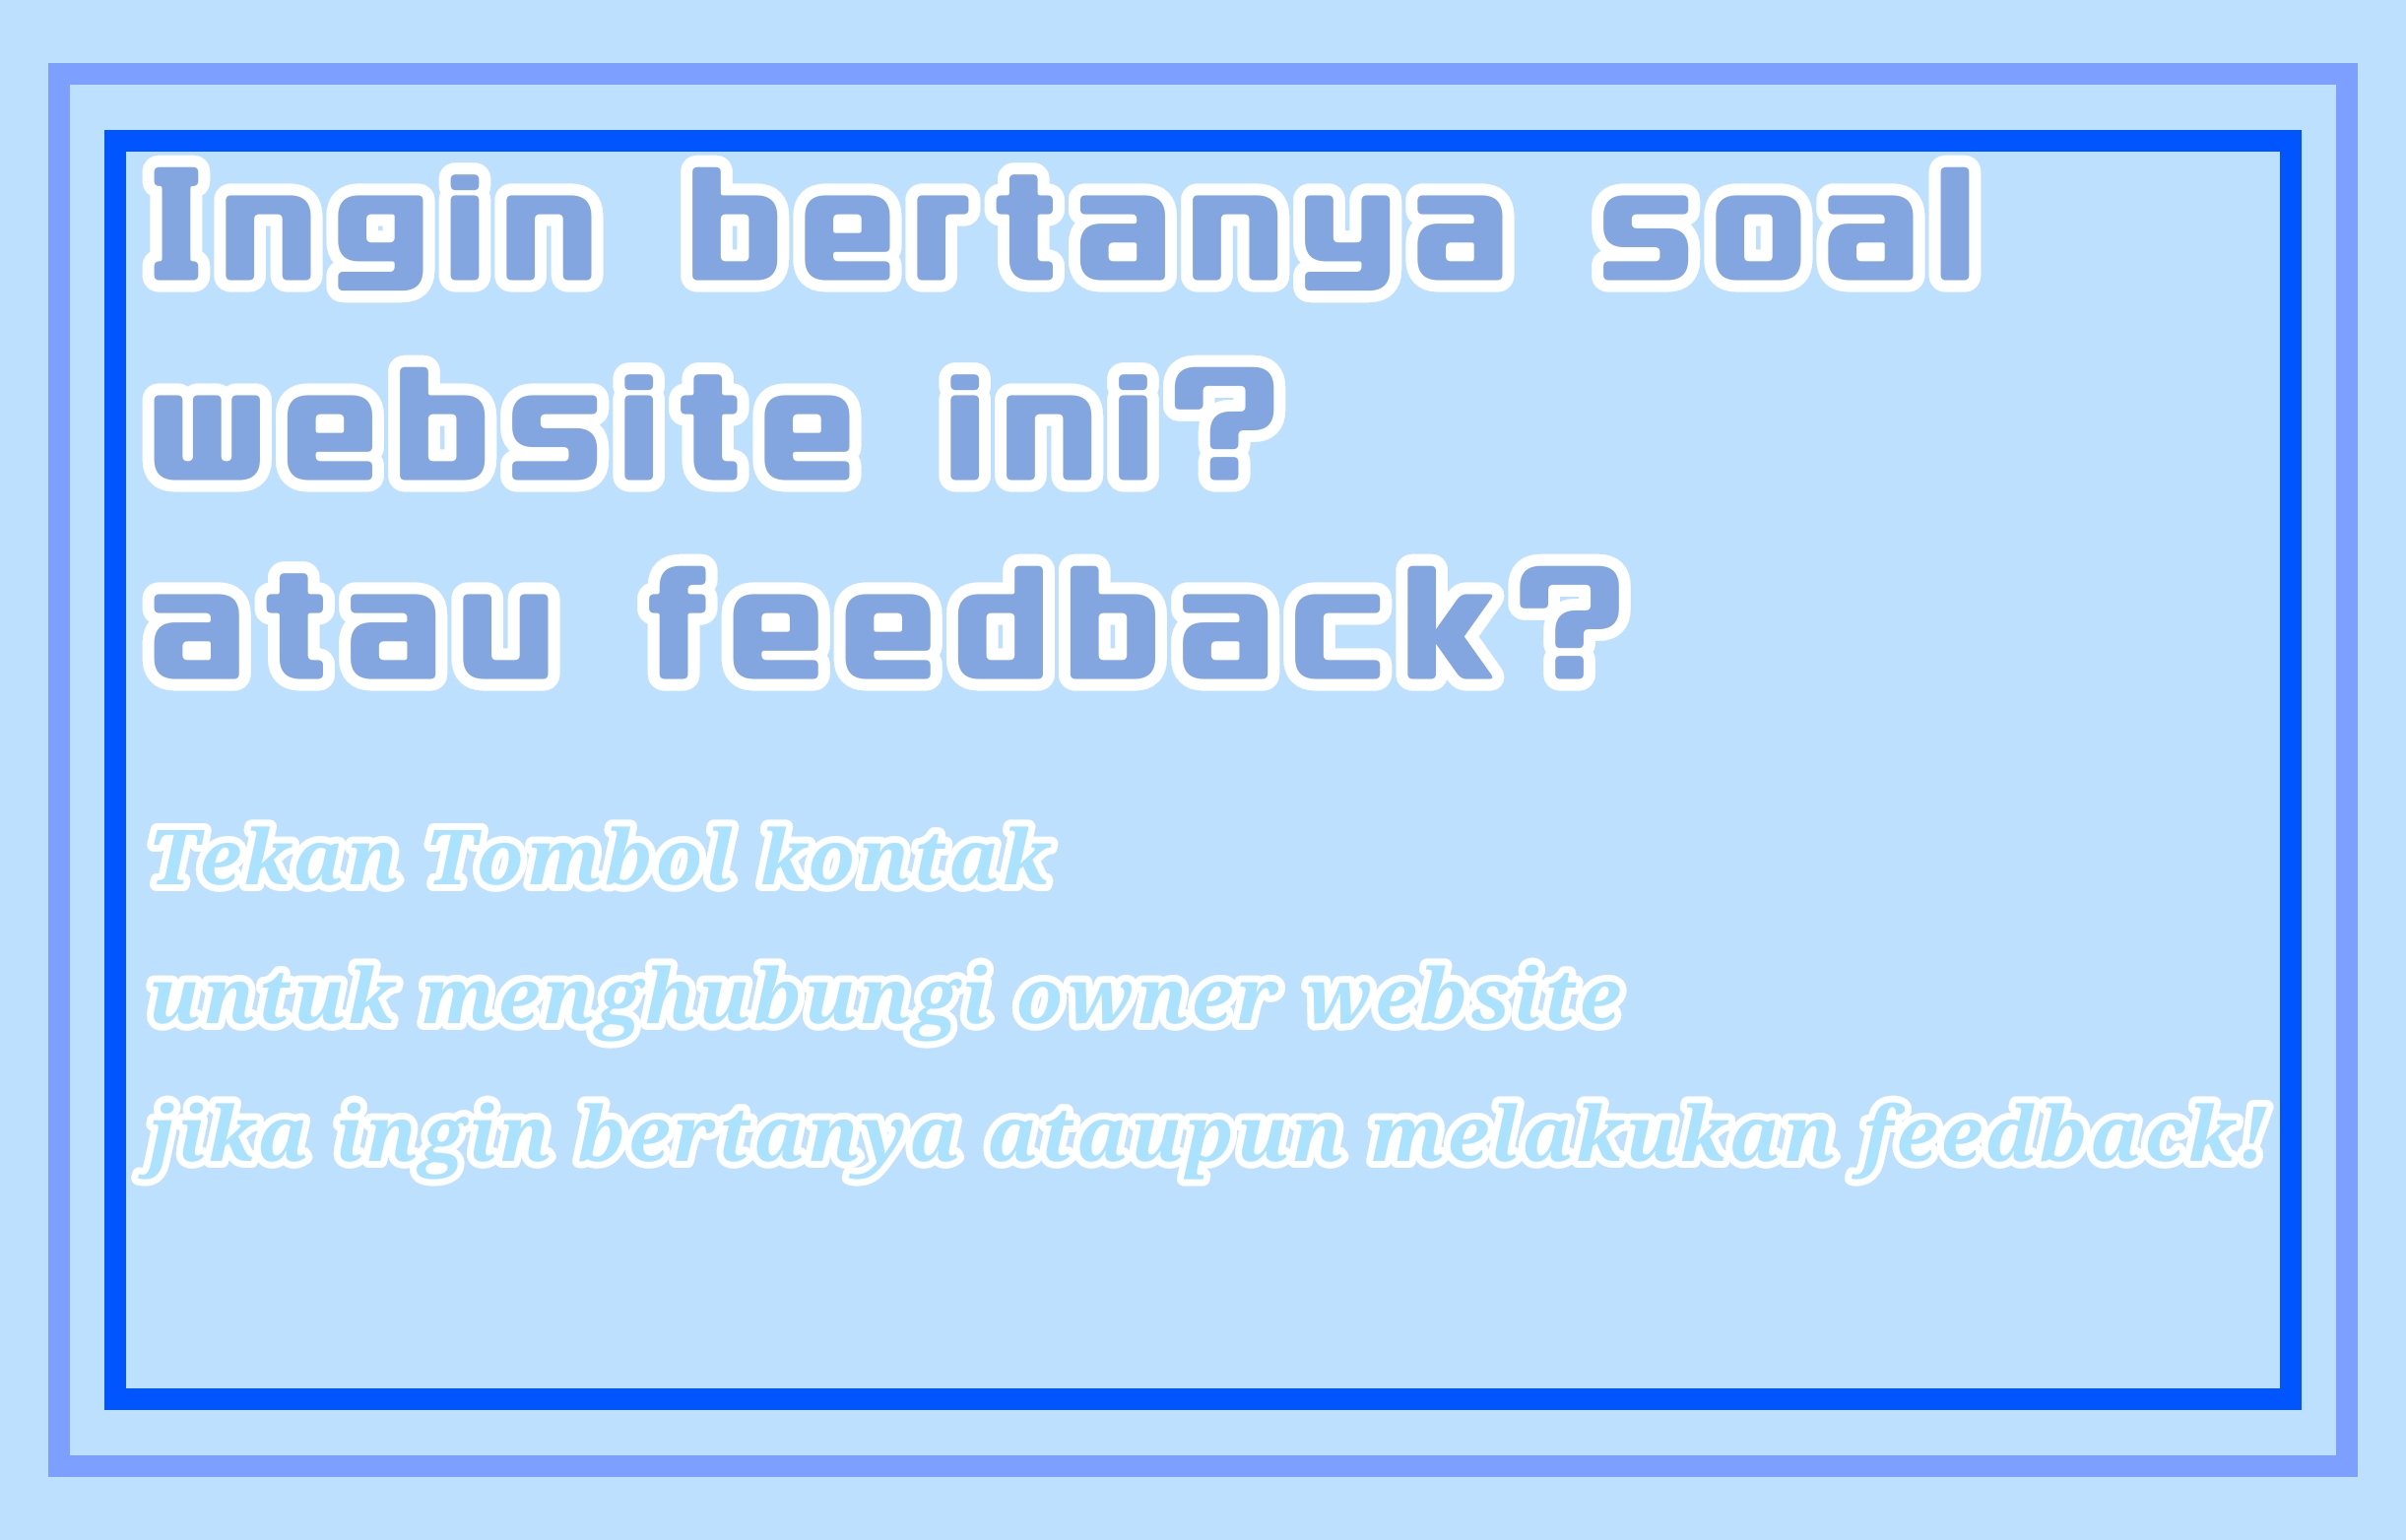 Ingin bertanya soal
website ini?
atau feedback?
Tekan Tombol kontak
untuk menghubungi owner website
jika ingin bertanya ataupun melakukan feedback!